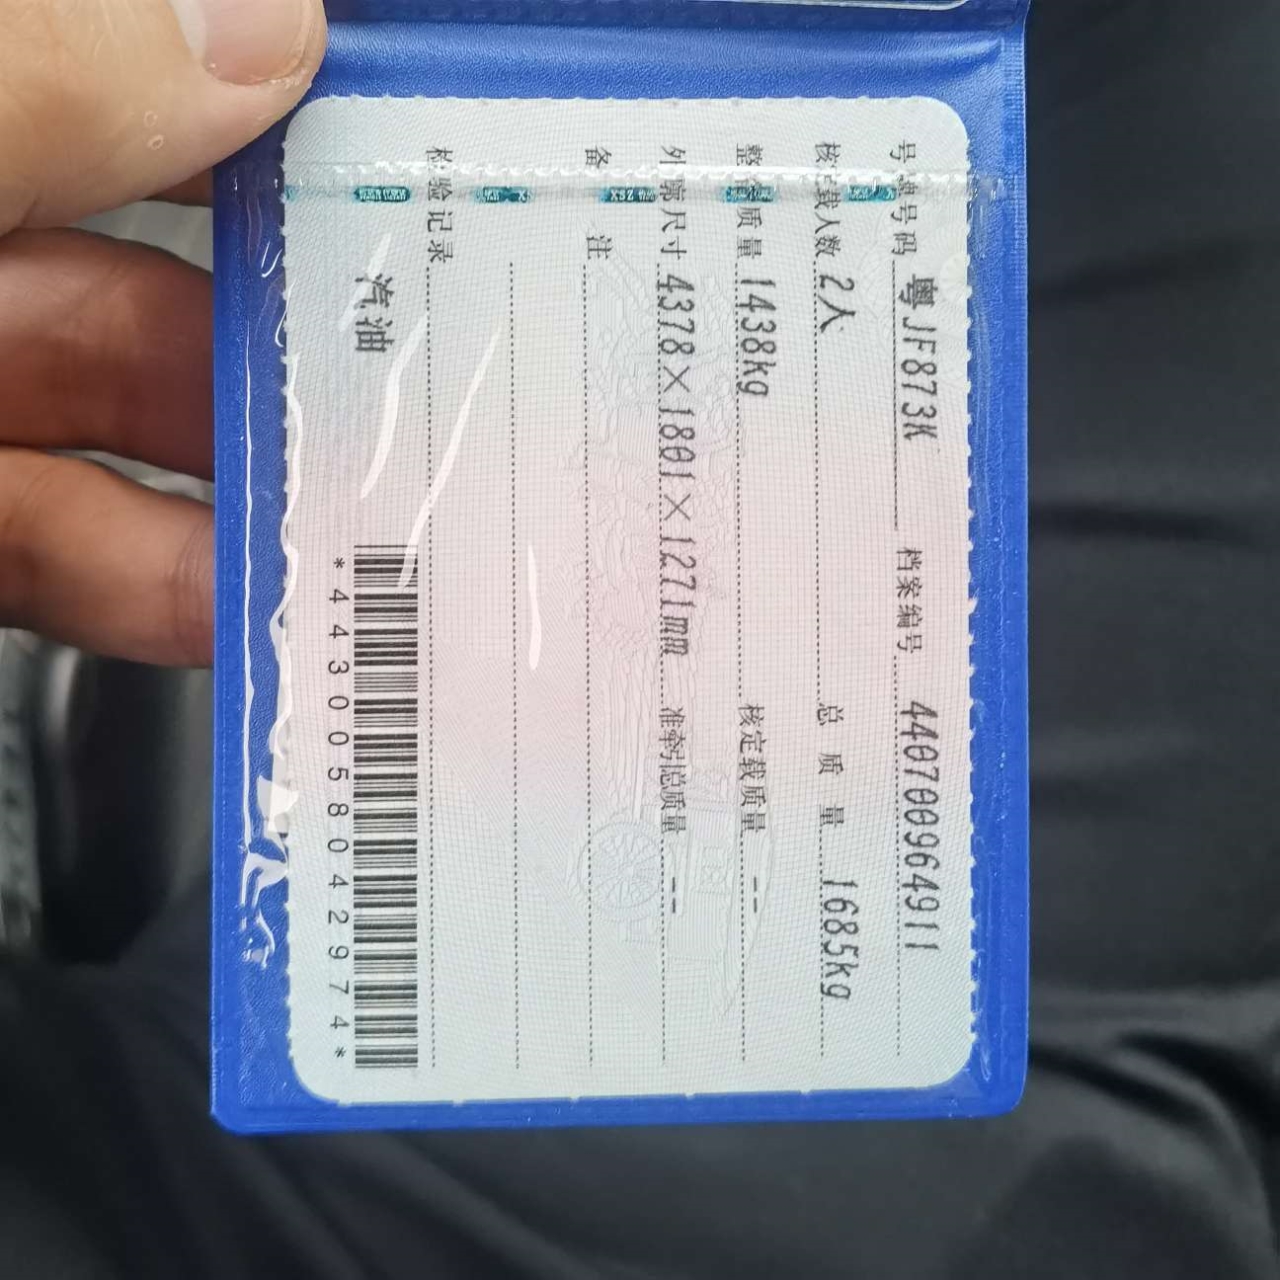 号牌号码 粤JF873K 档案编号 440700964911
核定载人数 2人 总质量 1685kg
整备质量 1438kg 核定载质量 --
外廓尺寸 4378×1801×1271mm 准牵引总质量 --
备注
检验记录
汽油
*4430058042974*